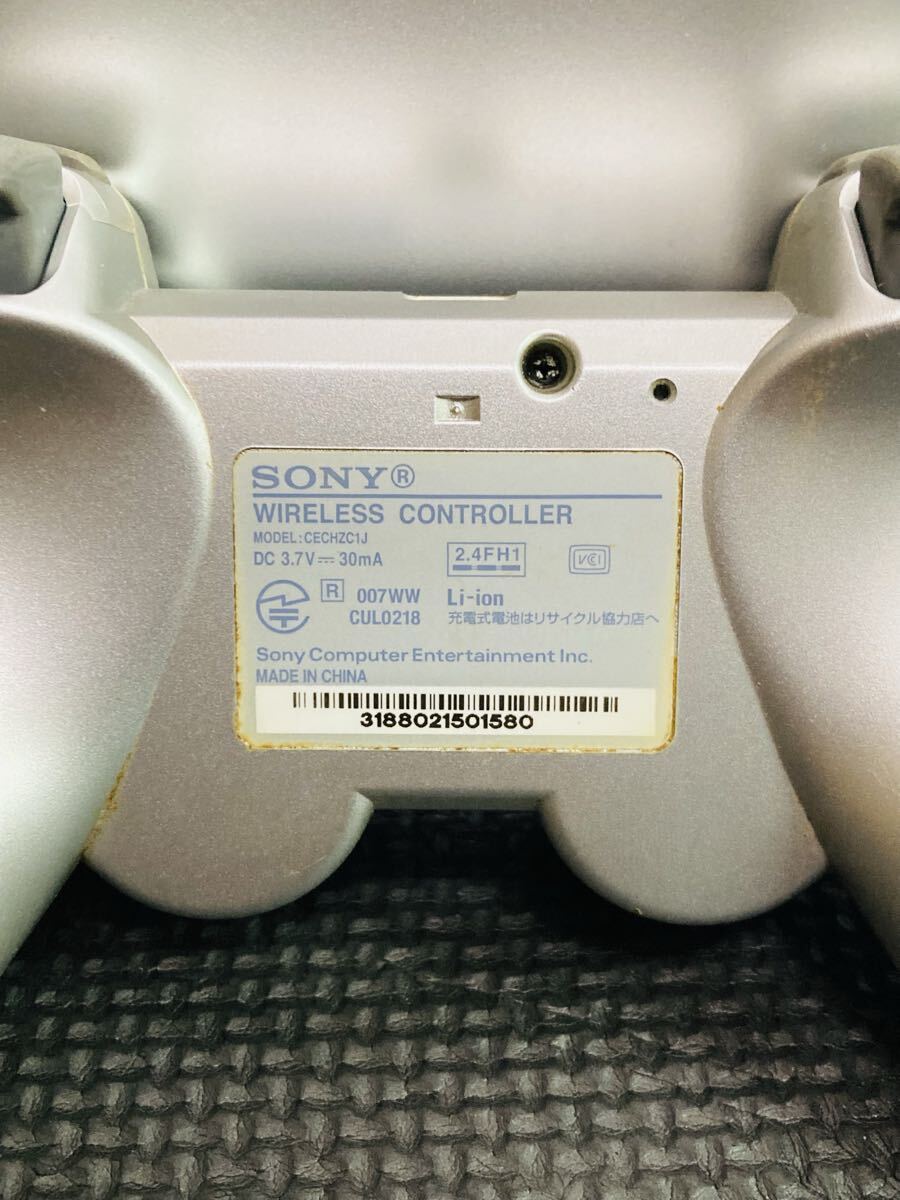 SONY®
WIRELESS CONTROLLER
MODEL:CECHZC1J
DC 3.7V⎓30mA
2.4FH1
VCI
R 007WW
CUL0218
Li-ion
充電式電池はリサイクル協力店へ
Sony Computer Entertainment Inc.
MADE IN CHINA
3188021501580